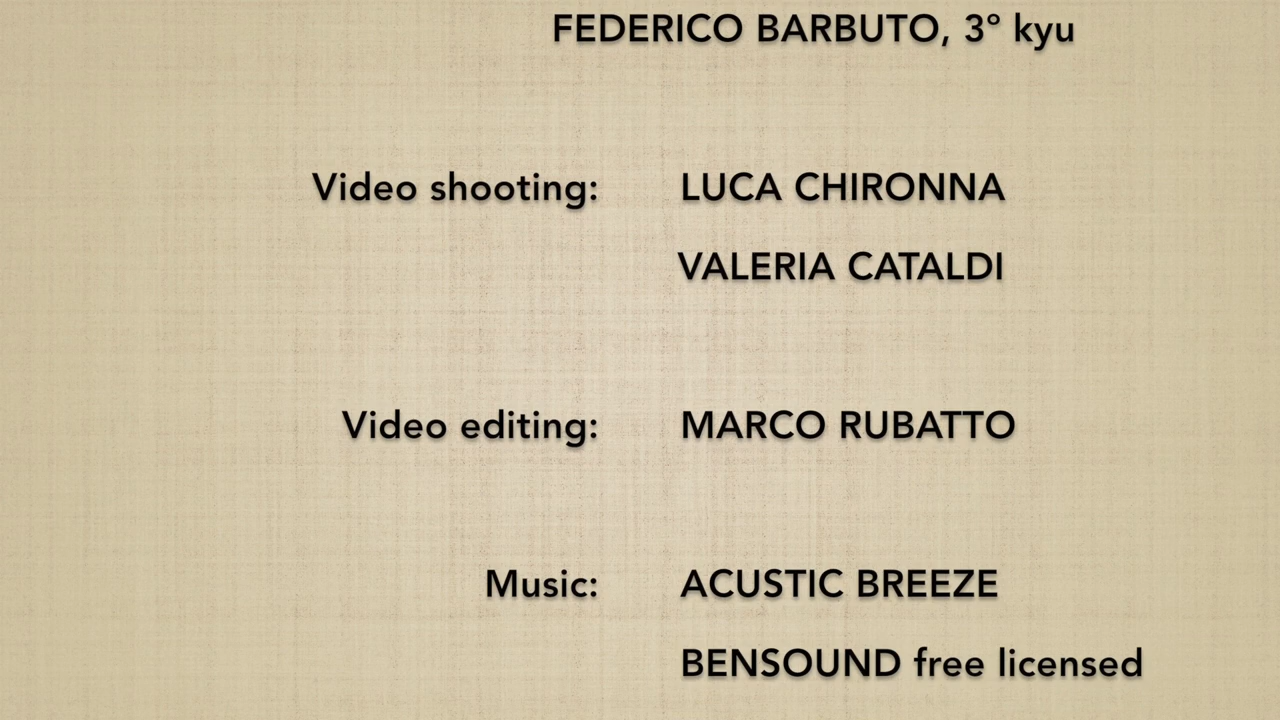 FEDERICO BARBUTO, 3° kyu
Video shooting: LUCA CHIRONNA
VALERIA CATALDI
Video editing: MARCO RUBATTO
Music: ACUSTIC BREEZE
BENSOUND free licensed